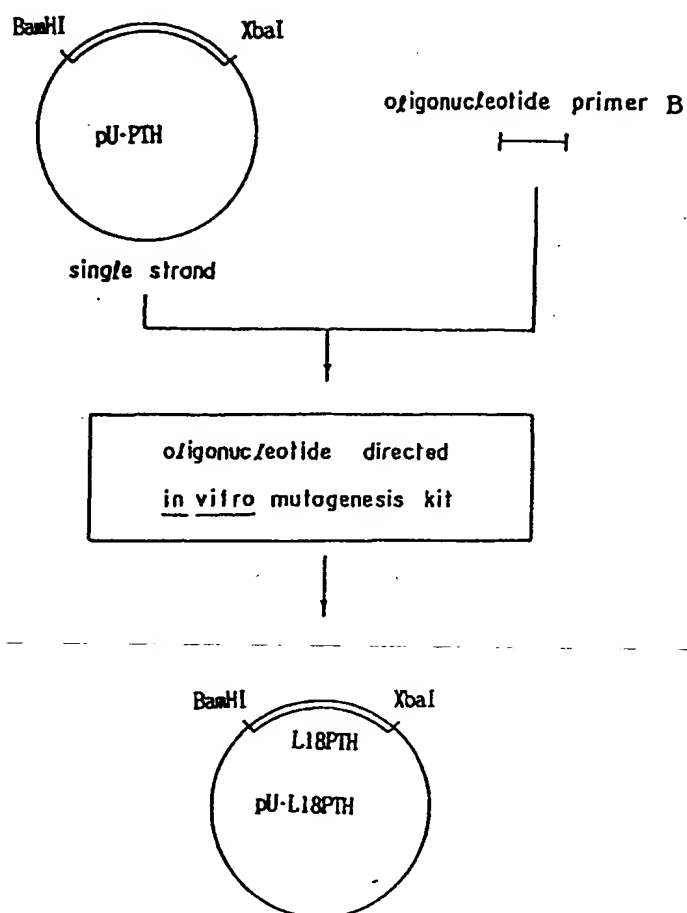 BamHI XbaI
pU·PTH
oligonucleotide primer B
single strand
oligonucleotide directed
in vitro mutagenesis kit
BamHI XbaI
L18PTH
pU·L18PTH